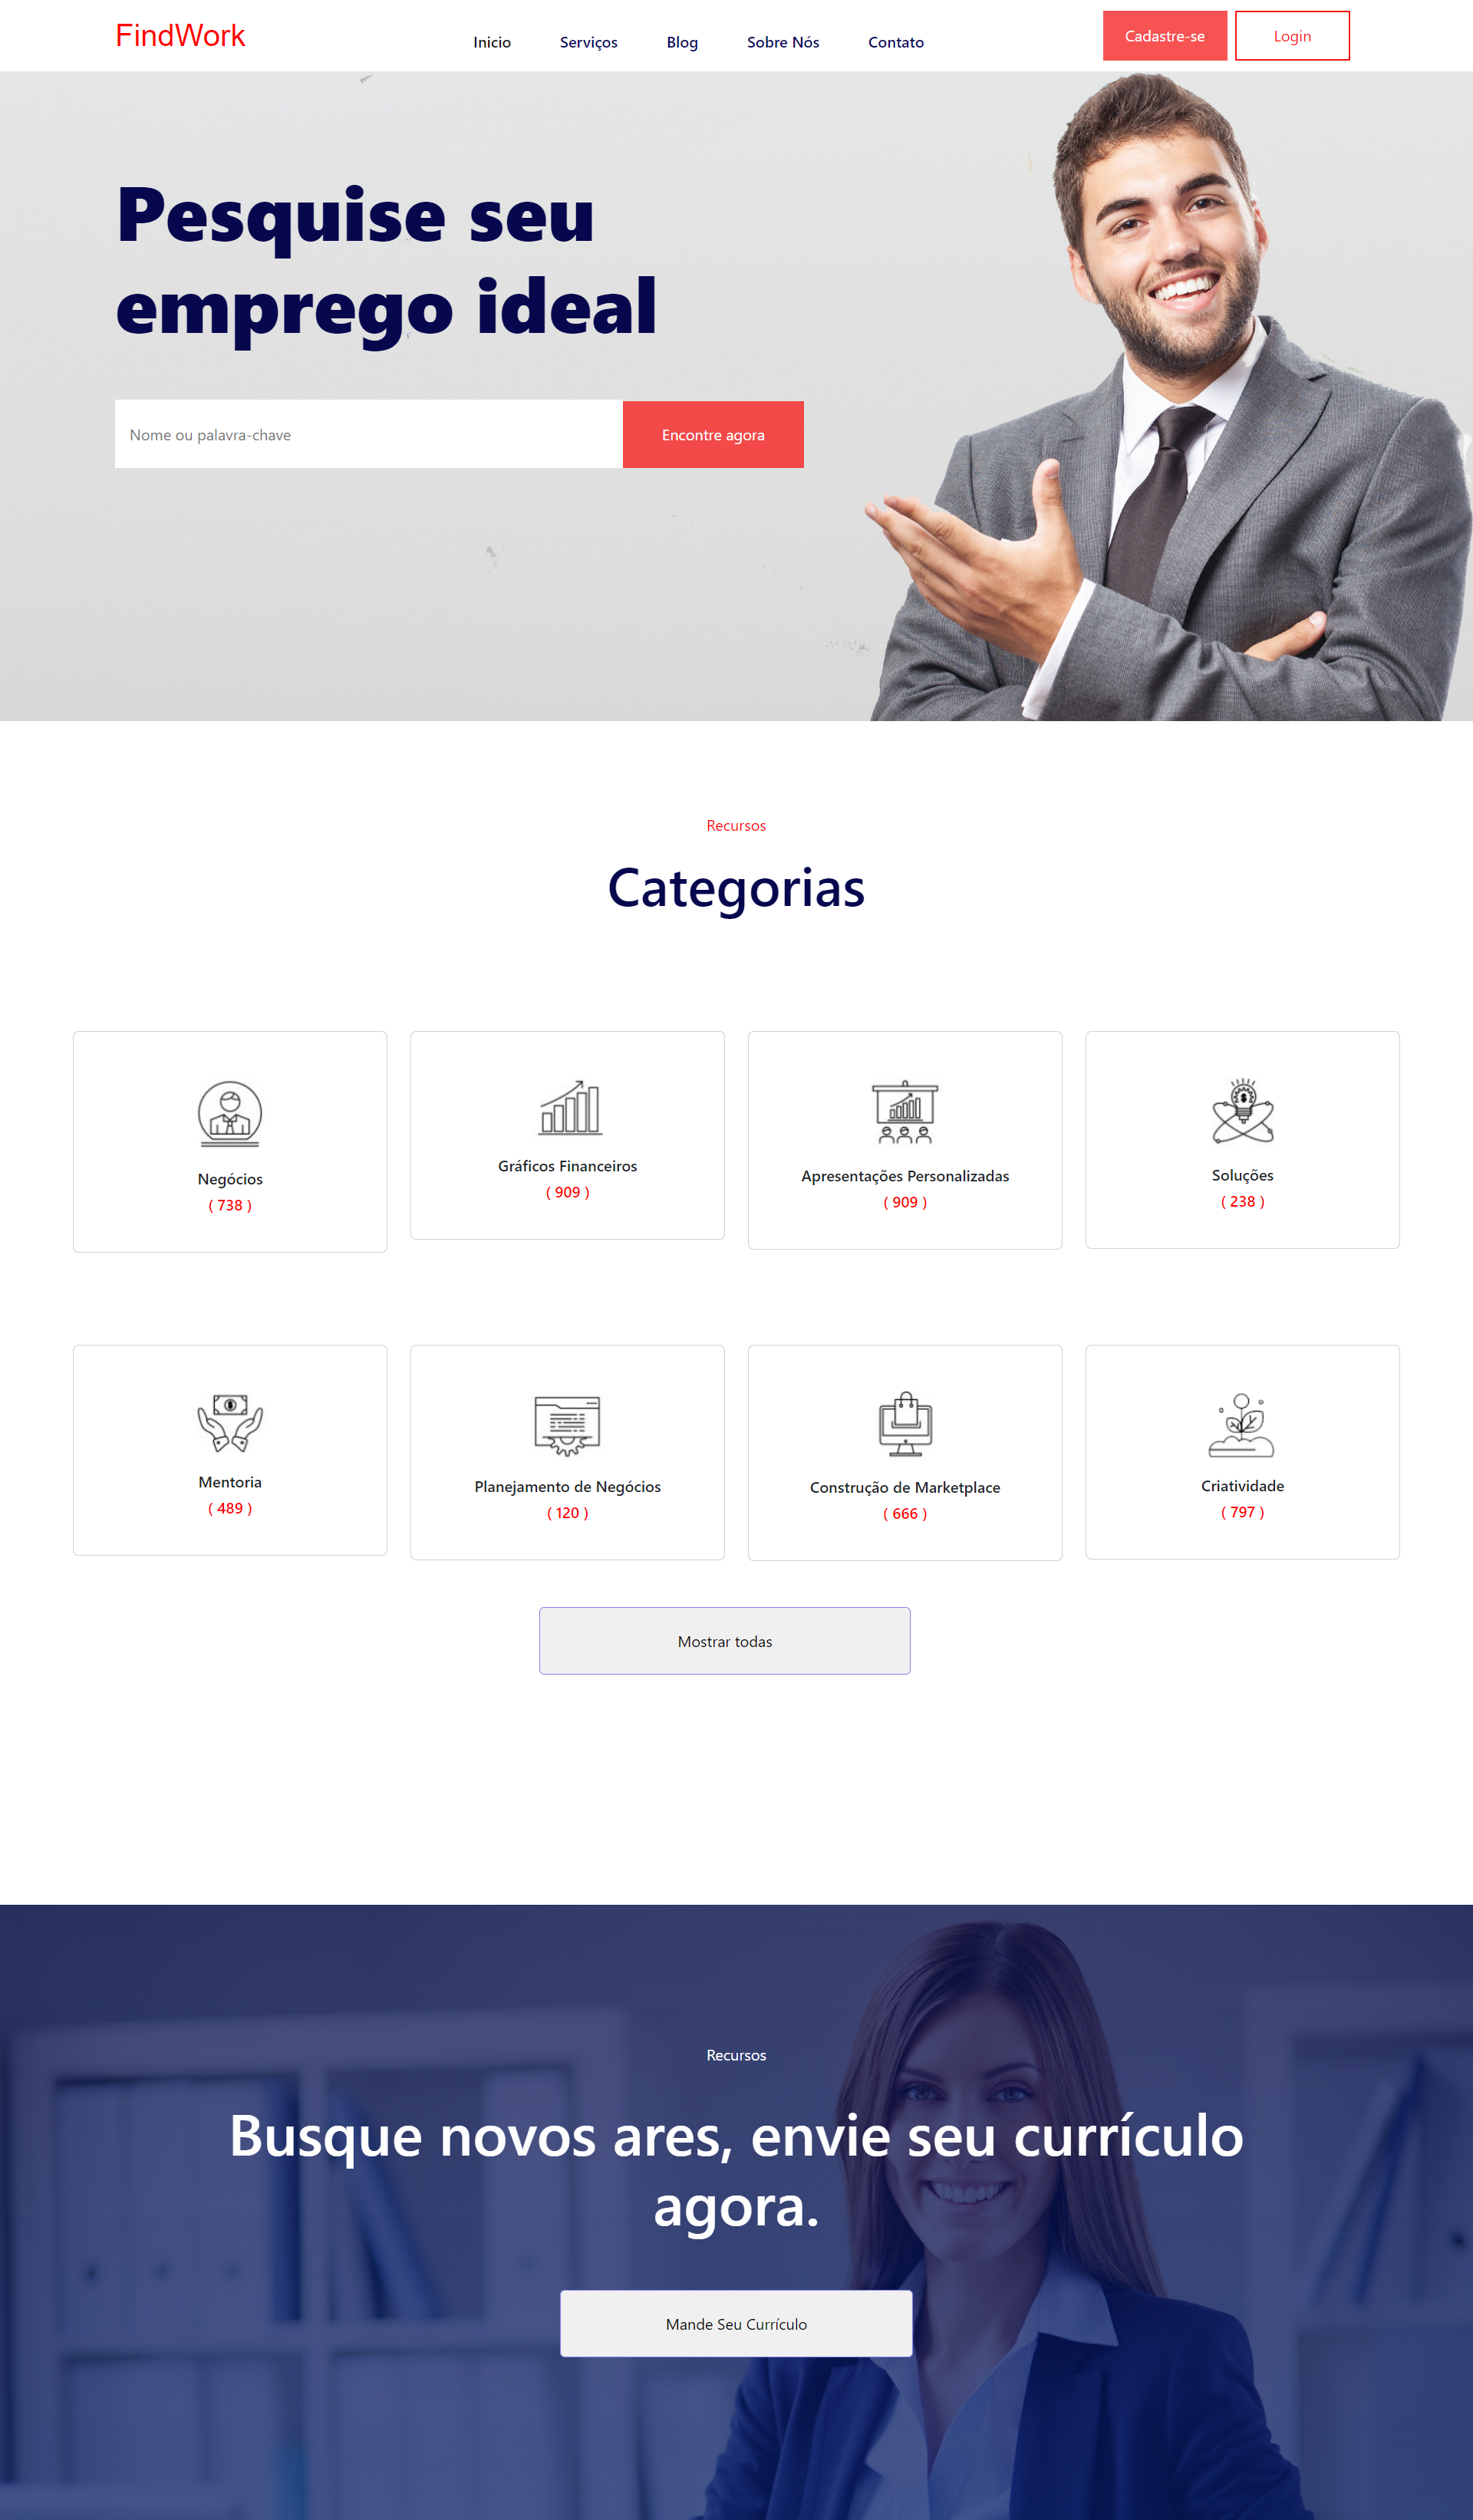 FindWork
Inicio
Serviços
Blog
Sobre Nós
Contato
Cadastre-se
Login
Pesquise seu
emprego ideal
Nome ou palavra-chave
Encontre agora
Recursos
Categorias
Negócios
( 738 )
Gráficos Financeiros
( 909 )
Apresentações Personalizadas
( 909 )
Soluções
( 238 )
Mentoria
( 489 )
Planejamento de Negócios
( 120 )
Construção de Marketplace
( 666 )
Criatividade
( 797 )
Mostrar todas
Recursos
Busque novos ares, envie seu currículo
agora.
Mande Seu Currículo